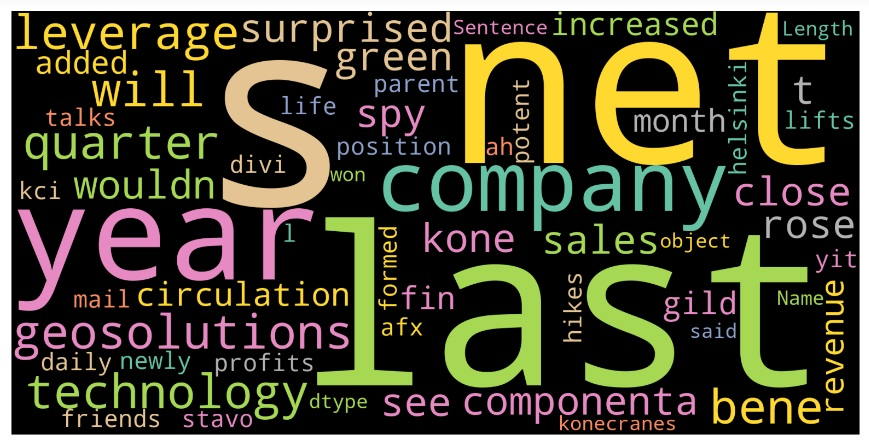 leverage
surprised
Sentence
increased
Length
added
green
will
parent
s
net
t
talks
life
spy
potent
month
helsinki
lifts
quarter
position
ah
divi
won
kci
wouldn
company
close
year
l
rose
kone
sales
object
formed
yit
mail
circulation
fin
last
hikes
gild
Name
revenue
geosolutions
afx
said
daily
newly
profits
technology
dtype
see
componenta
bene
friends
stavo
konecranes